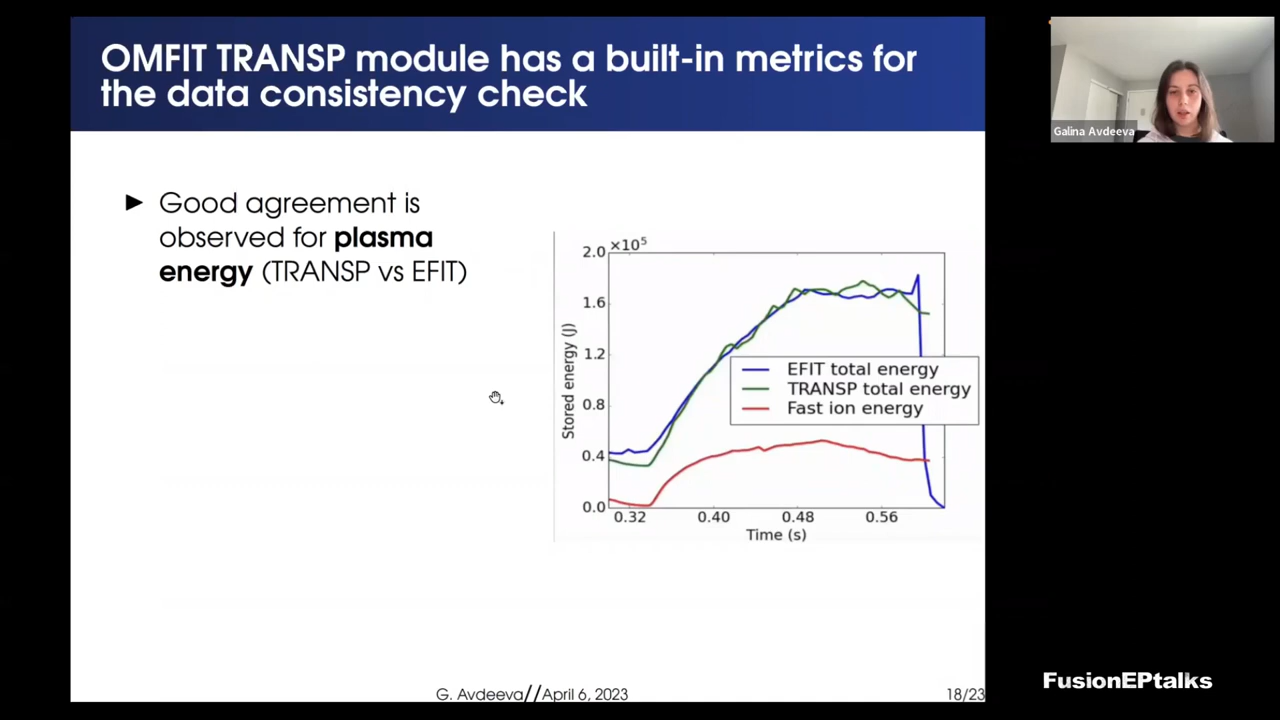 OMFIT TRANSP module has a built-in metrics for
the data consistency check
Galina Avdeeva
► Good agreement is
observed for plasma
energy (TRANSP vs EFIT)
×10⁵
2.0
1.6
1.2
0.8
0.4
0.0
Stored energy (J)
EFIT total energy
TRANSP total energy
Fast ion energy
0.32 0.40 0.48 0.56
Time (s)
G. Avdeeva//April 6, 2023
18/23
FusionEPtalks